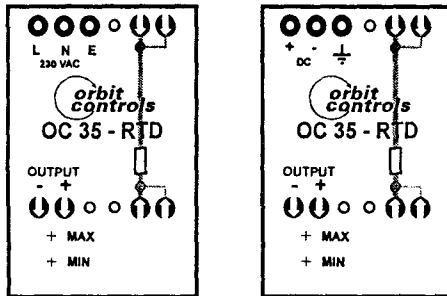 L N E
230 VAC
orbit
controls
OC 35 - RTD
OUTPUT
- +
+ MAX
+ MIN
+ -
DC
orbit
controls
OC 35 - RTD
OUTPUT
- +
+ MAX
+ MIN